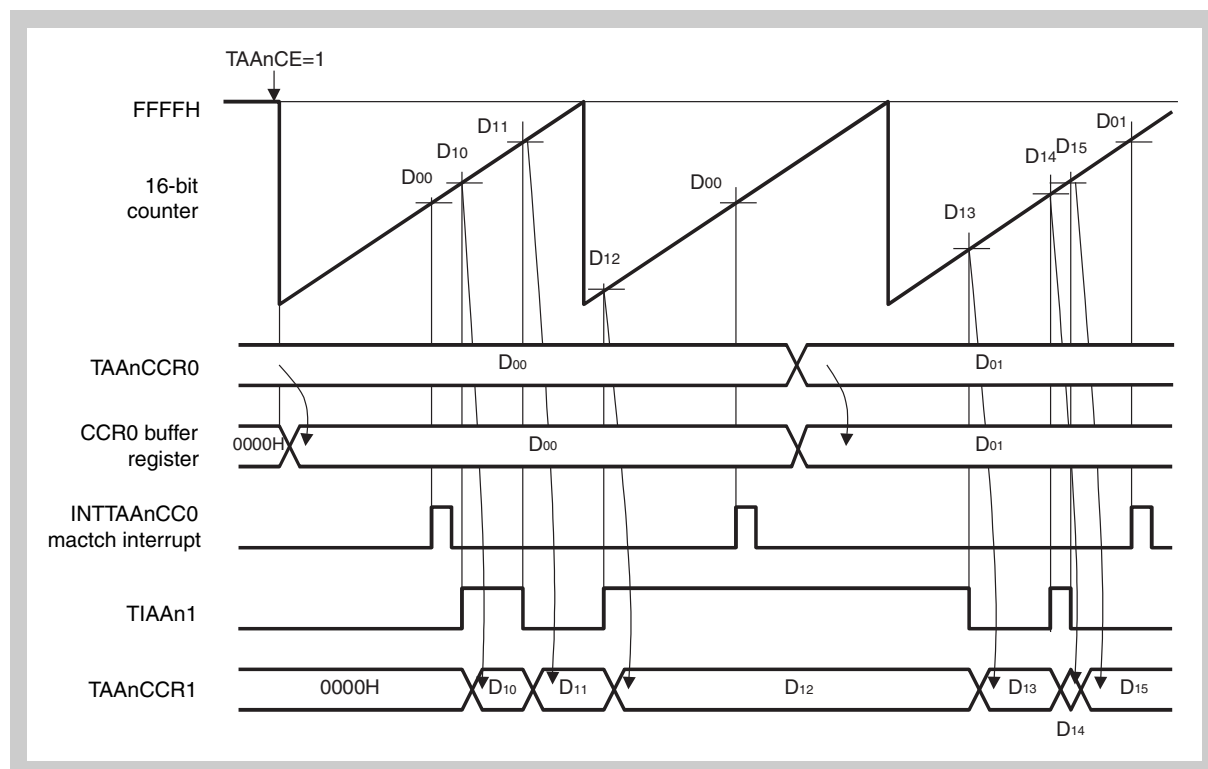 TAAnCE=1
FFFFH
16-bit
counter
D00
D10
D11
D12
D00
D13
D14
D15
D01
TAAnCCR0
D00
D01
CCR0 buffer
register
0000H
D00
D01
INTTAAnCC0
mactch interrupt
TIAAn1
TAAnCCR1
0000H
D10
D11
D12
D13
D15
D14